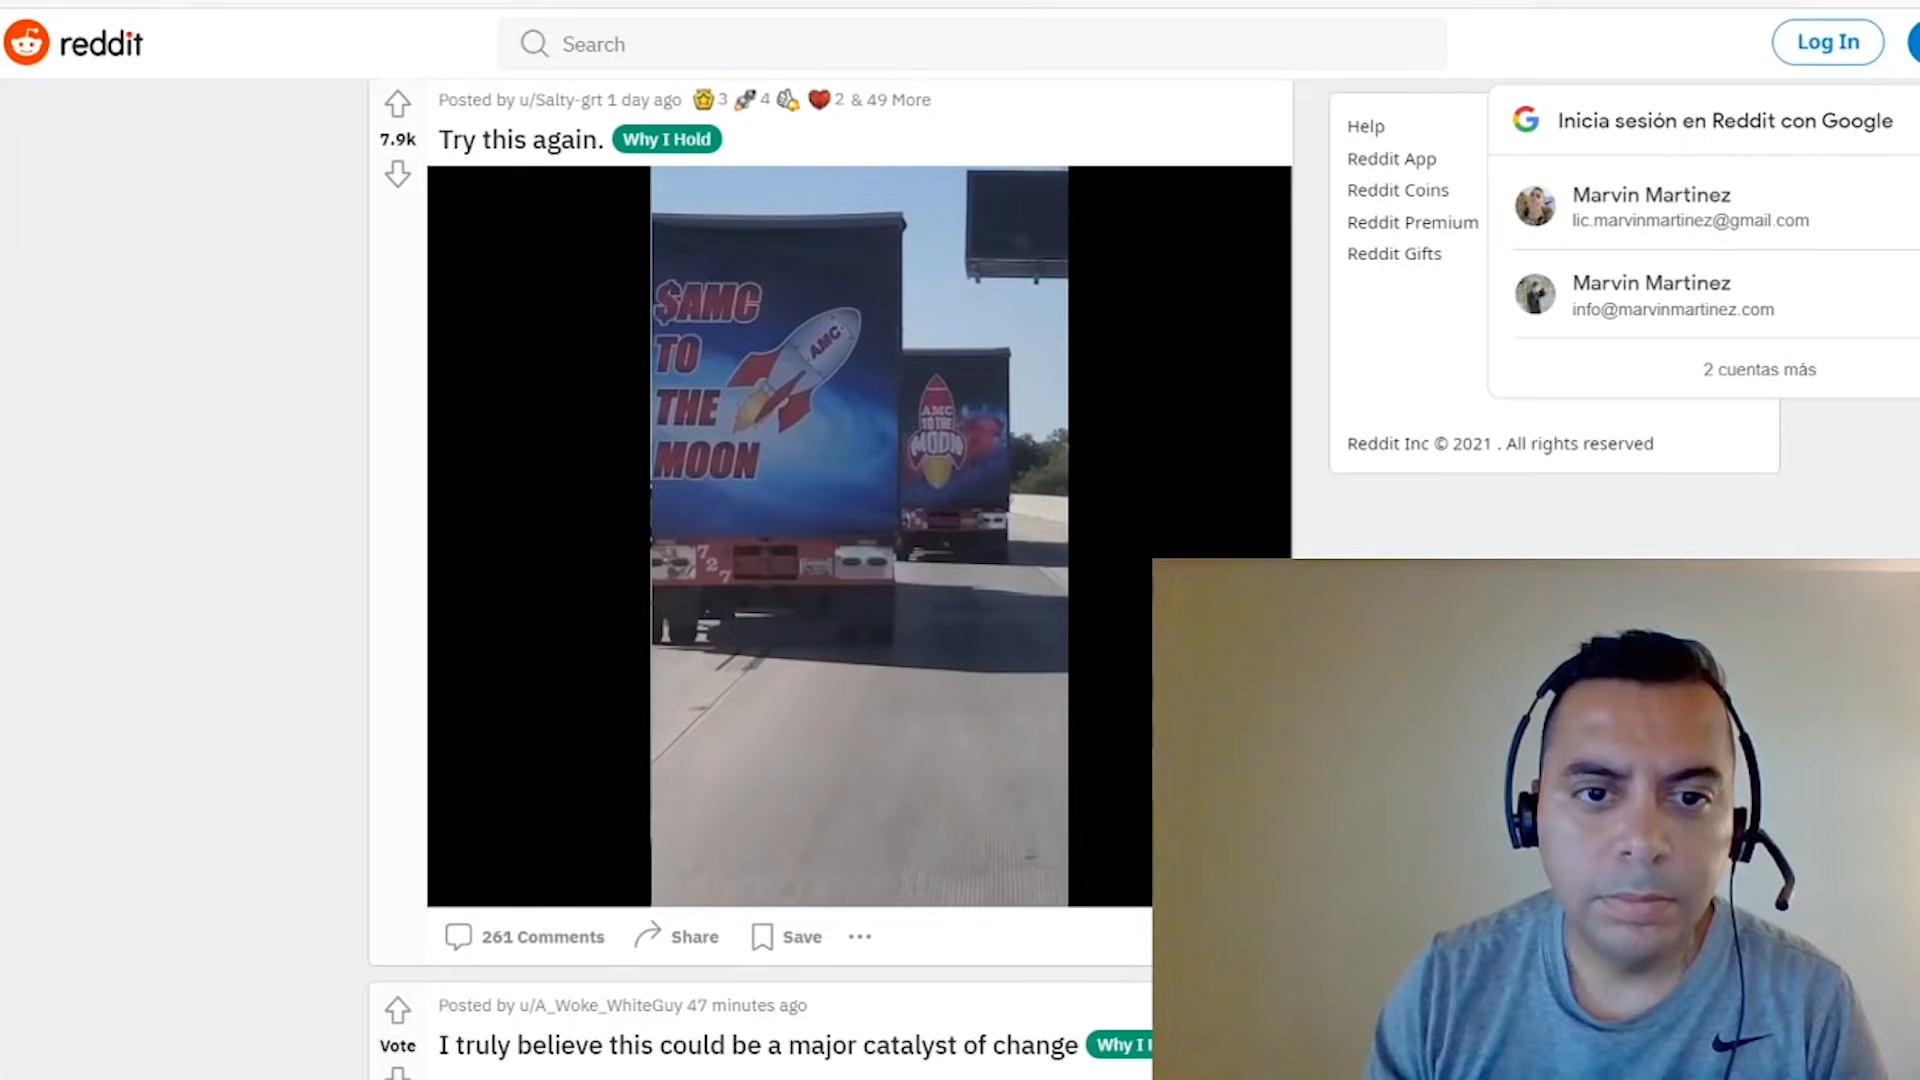 reddit
Search
Log In
Posted by u/Salty-grt 1 day ago 3 4 2 & 49 More
7.9k
Try this again. Why I Hold
$AMC
TO
THE
MOON
AMC
AMC
TO THE
MOON
727
261 Comments
Share
Save
Posted by u/A_Woke_WhiteGuy 47 minutes ago
Vote
I truly believe this could be a major catalyst of change Why I
Help
Reddit App
Reddit Coins
Reddit Premium
Reddit Gifts
Reddit Inc © 2021 . All rights reserved
Inicia sesión en Reddit con Google
Marvin Martinez
lic.marvinmartinez@gmail.com
Marvin Martinez
info@marvinmartinez.com
2 cuentas más